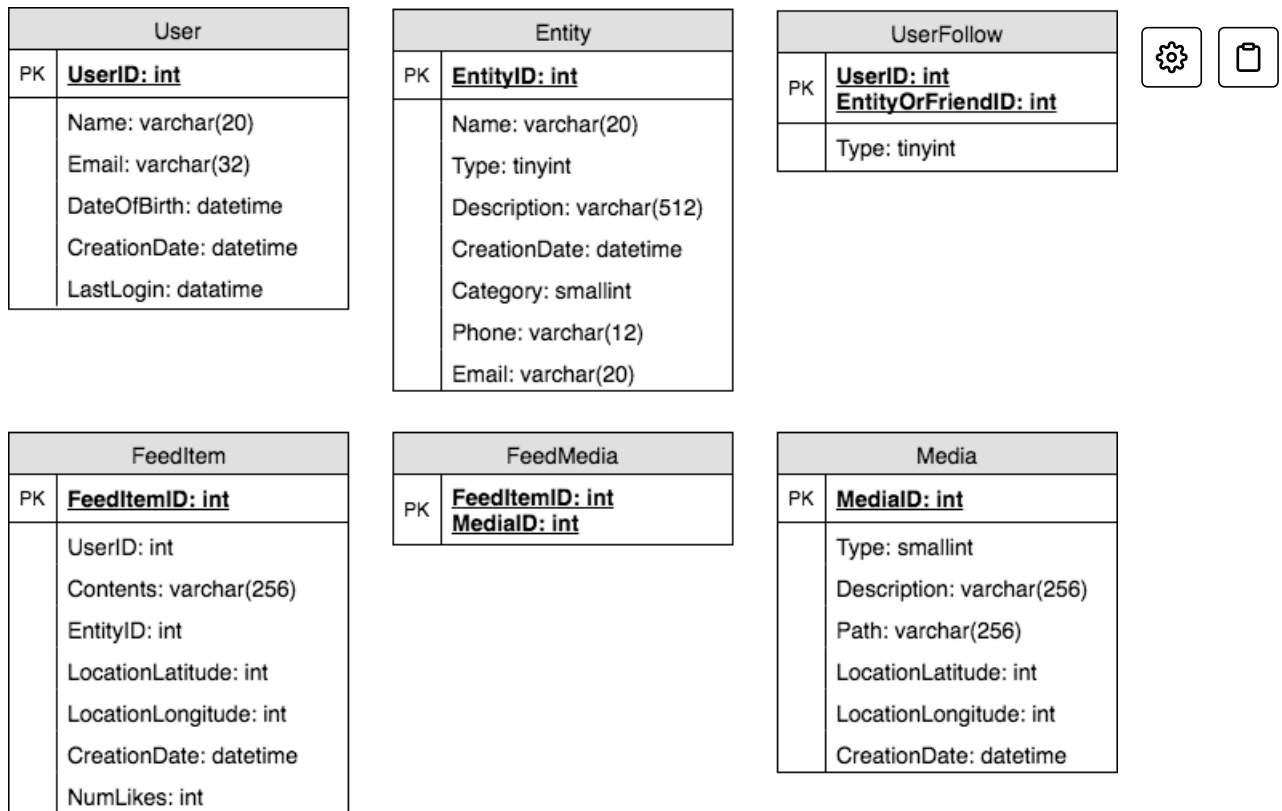 User
PK UserID: int
Name: varchar(20)
Email: varchar(32)
DateOfBirth: datetime
CreationDate: datetime
LastLogin: datatime
Entity
PK EntityID: int
Name: varchar(20)
Type: tinyint
Description: varchar(512)
CreationDate: datetime
Category: smallint
Phone: varchar(12)
Email: varchar(20)
UserFollow
PK UserID: int
EntityOrFriendID: int
Type: tinyint
FeedItem
PK FeedItemID: int
UserID: int
Contents: varchar(256)
EntityID: int
LocationLatitude: int
LocationLongitude: int
CreationDate: datetime
NumLikes: int
FeedMedia
PK FeedItemID: int
MediaID: int
Media
PK MediaID: int
Type: smallint
Description: varchar(256)
Path: varchar(256)
LocationLatitude: int
LocationLongitude: int
CreationDate: datetime